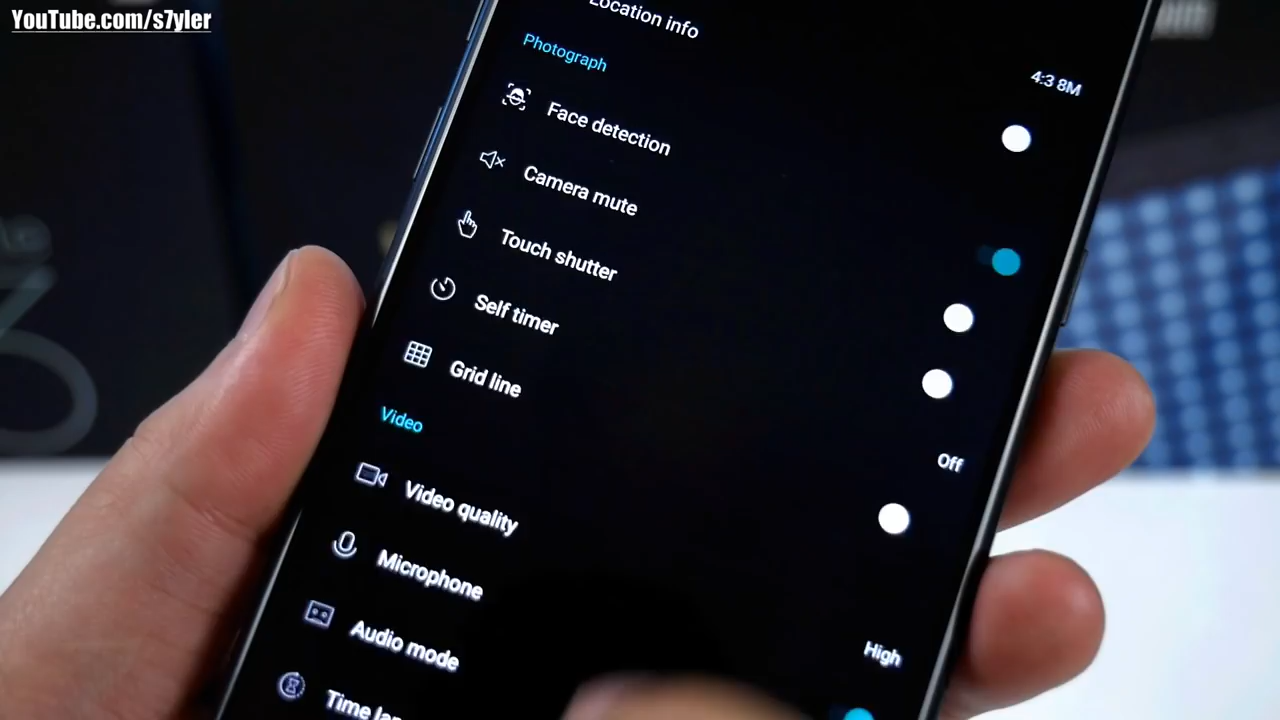 YouTube.com/s7yler
Location info
4:3 8M
Photograph
Face detection
Camera mute
Touch shutter
Self timer
Off
Grid line
Video
Video quality
High
Microphone
Audio mode